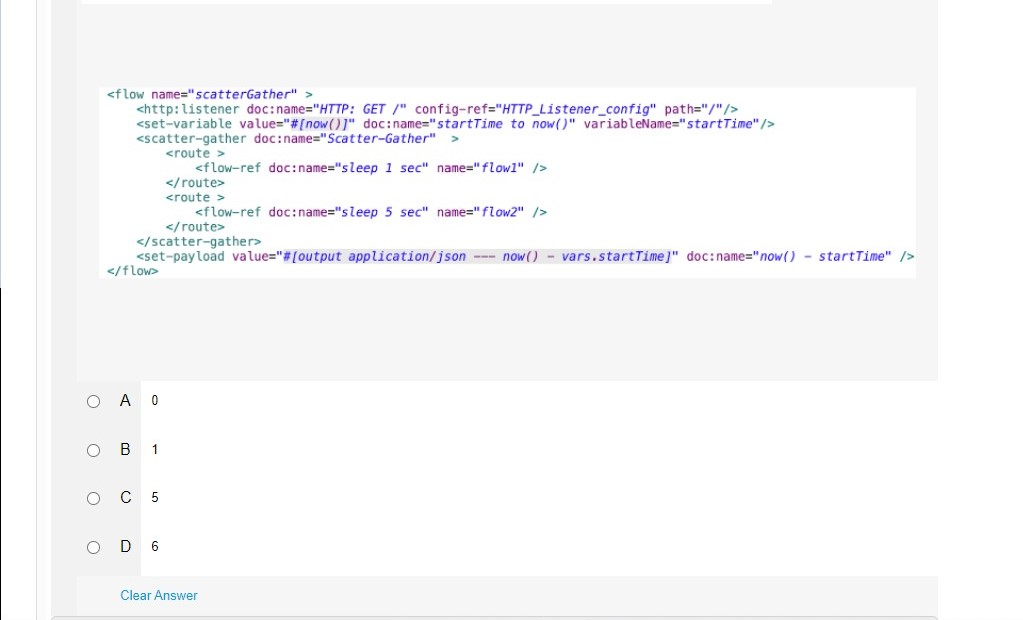 <flow name="scatterGather" >
<http:listener doc:name="HTTP: GET /" config-ref="HTTP_Listener_config" path="/"/>
<set-variable value="#[now()]" doc:name="startTime to now()" variableName="startTime"/>
<scatter-gather doc:name="Scatter-Gather" >
<route >
<flow-ref doc:name="sleep 1 sec" name="flow1" />
</route>
<route >
<flow-ref doc:name="sleep 5 sec" name="flow2" />
</route>
</scatter-gather>
<set-payload value="#[output application/json --- now() - vars.startTime]" doc:name="now() - startTime" />
</flow>
A 0
B 1
C 5
D 6
Clear Answer